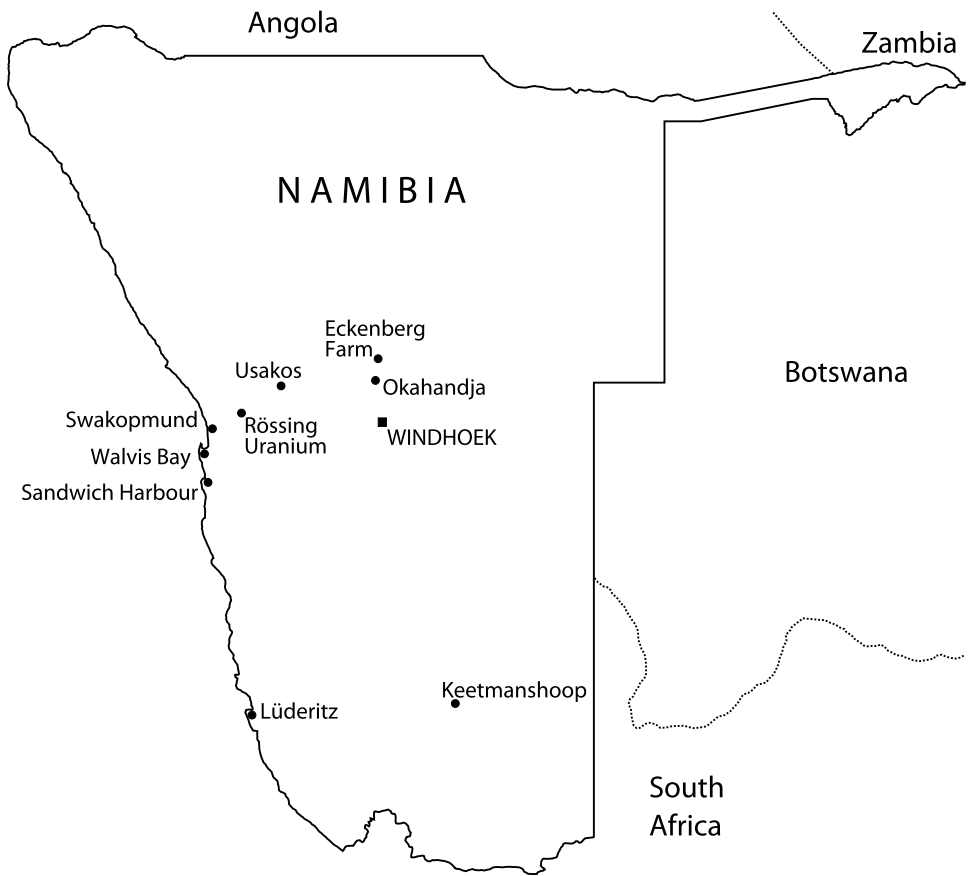 Angola
Zambia
NAMIBIA
Eckenberg
Farm
Usakos
Okahandja
Botswana
Swakopmund
Rössing
Uranium
WINDHOEK
Walvis Bay
Sandwich Harbour
Keetmanshoop
Lüderitz
South
Africa